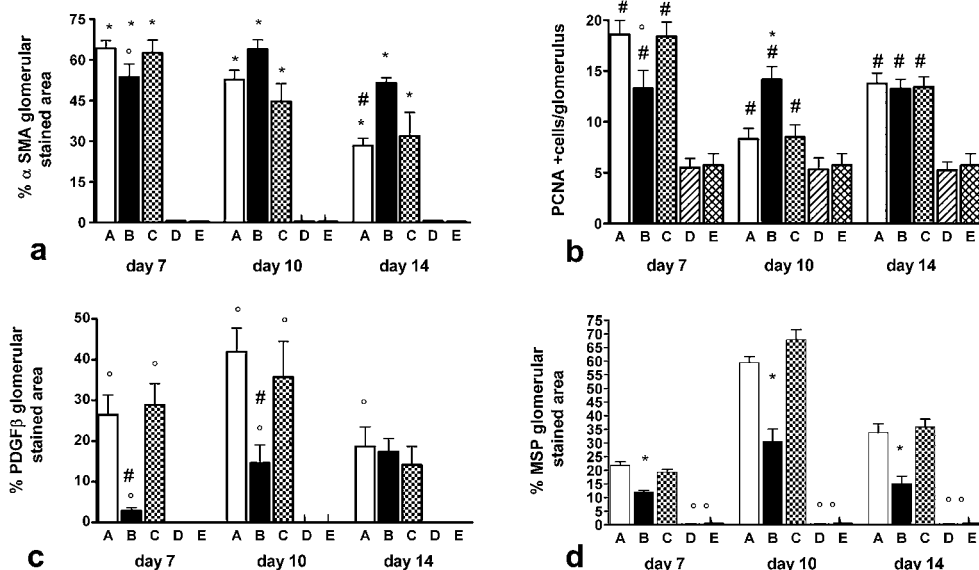 % α SMA glomerular
stained area
75
60
45
30
15
0
* * ° *
* * *
# * * *
A B C D E A B C D E A B C D E
day 7 day 10 day 14
a
PCNA +cells/glomerulus
20
15
10
5
0
# ° # #
# * # #
# # #
A B C D E A B C D E A B C D E
day 7 day 10 day 14
b
% PDGFβ glomerular
stained area
50
40
30
20
10
0
° # ° °
° # ° °
°
A B C D E A B C D E A B C D E
day 7 day 10 day 14
c
% MSP glomerular
stained area
75
70
65
60
55
50
45
40
35
30
25
20
15
10
5
0
* ° °
* ° °
* ° °
A B C D E A B C D E A B C D E
day 7 day 10 day 14
d